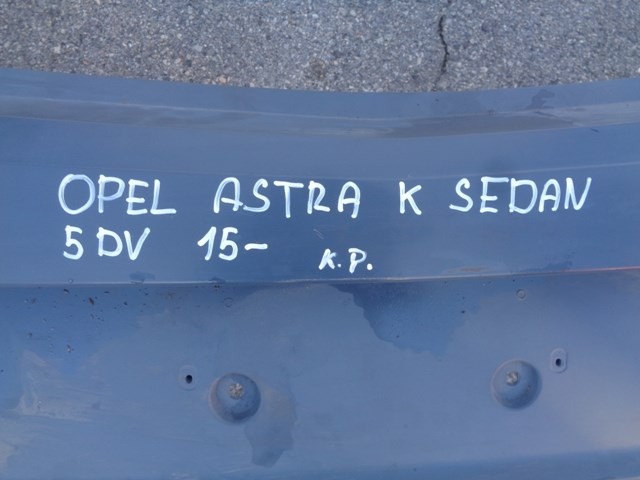 OPEL ASTRA K SEDAN
5DV 15- K.P.